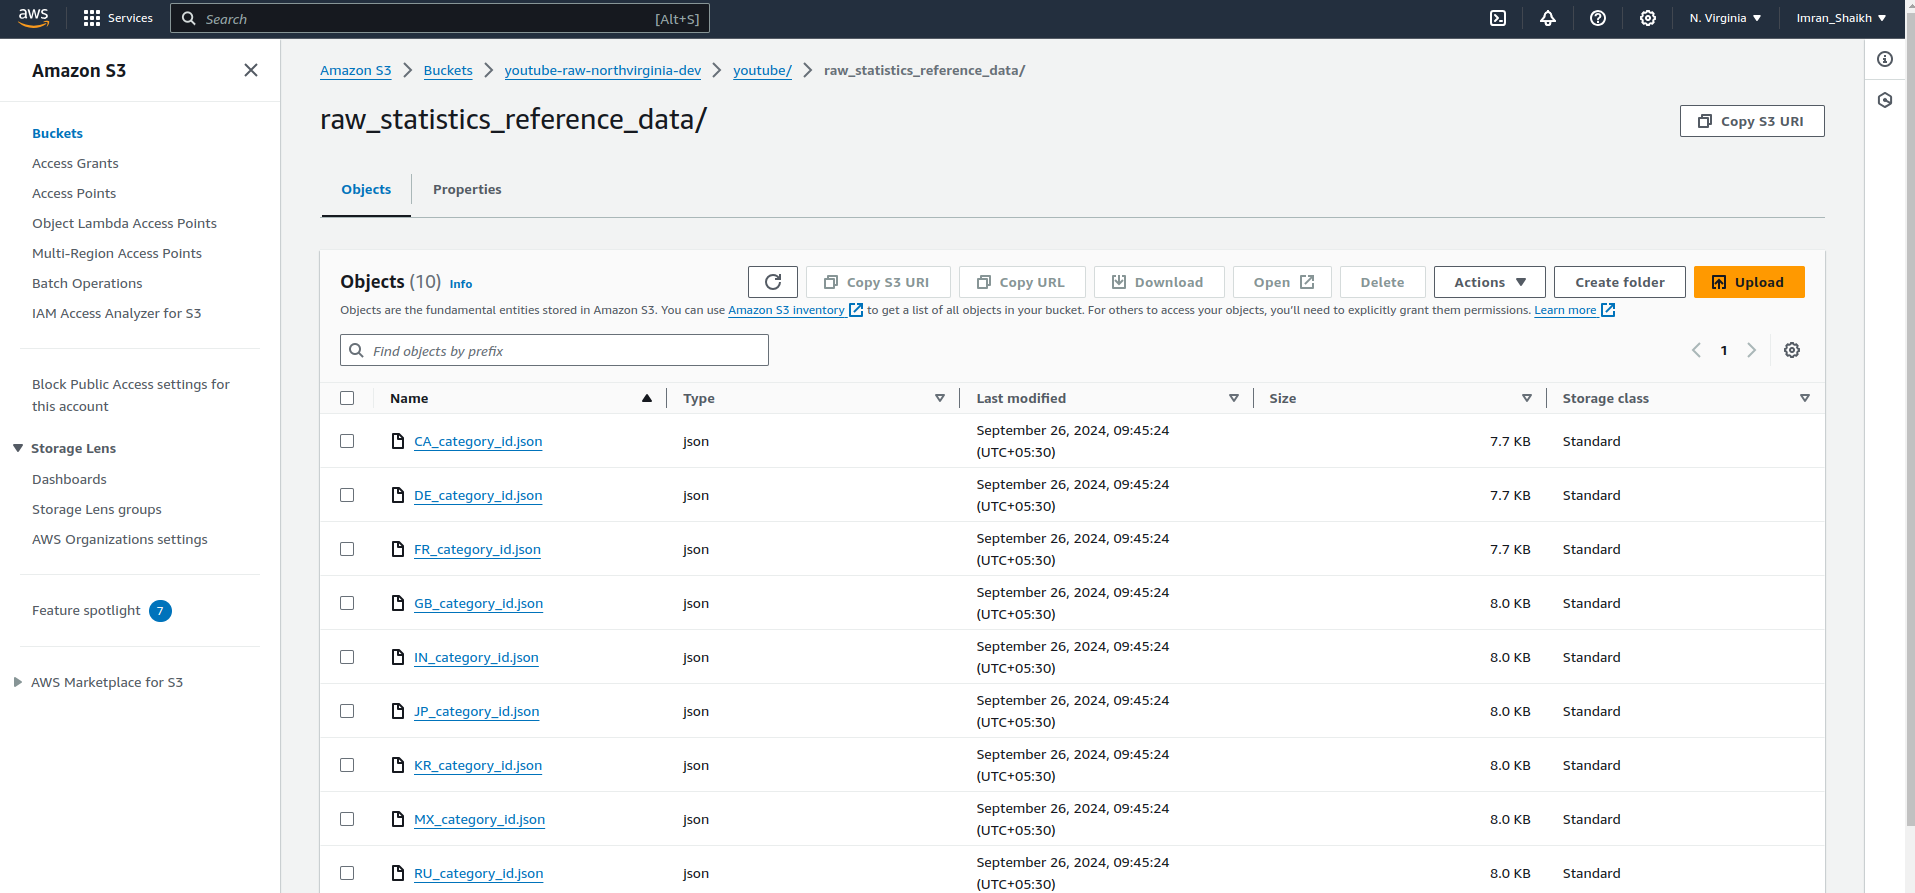 aws
Services
Search [Alt+S]
N. Virginia
Imran_Shaikh
Amazon S3
Buckets
Access Grants
Access Points
Object Lambda Access Points
Multi-Region Access Points
Batch Operations
IAM Access Analyzer for S3
Block Public Access settings for
this account
Storage Lens
Dashboards
Storage Lens groups
AWS Organizations settings
Feature spotlight 7
AWS Marketplace for S3
Amazon S3 Buckets youtube-raw-northvirginia-dev youtube/ raw_statistics_reference_data/
raw_statistics_reference_data/
Copy S3 URI
Objects Properties
Objects (10) Info
Copy S3 URI Copy URL Download Open Delete Actions Create folder Upload
Objects are the fundamental entities stored in Amazon S3. You can use Amazon S3 inventory to get a list of all objects in your bucket. For others to access your objects, you'll need to explicitly grant them permissions. Learn more
Find objects by prefix
1
Name Type Last modified Size Storage class
CA_category_id.json json September 26, 2024, 09:45:24 (UTC+05:30) 7.7 KB Standard
DE_category_id.json json September 26, 2024, 09:45:24 (UTC+05:30) 7.7 KB Standard
FR_category_id.json json September 26, 2024, 09:45:24 (UTC+05:30) 7.7 KB Standard
GB_category_id.json json September 26, 2024, 09:45:24 (UTC+05:30) 8.0 KB Standard
IN_category_id.json json September 26, 2024, 09:45:24 (UTC+05:30) 8.0 KB Standard
JP_category_id.json json September 26, 2024, 09:45:24 (UTC+05:30) 8.0 KB Standard
KR_category_id.json json September 26, 2024, 09:45:24 (UTC+05:30) 8.0 KB Standard
MX_category_id.json json September 26, 2024, 09:45:24 (UTC+05:30) 8.0 KB Standard
RU_category_id.json json September 26, 2024, 09:45:24 (UTC+05:30) 8.0 KB Standard